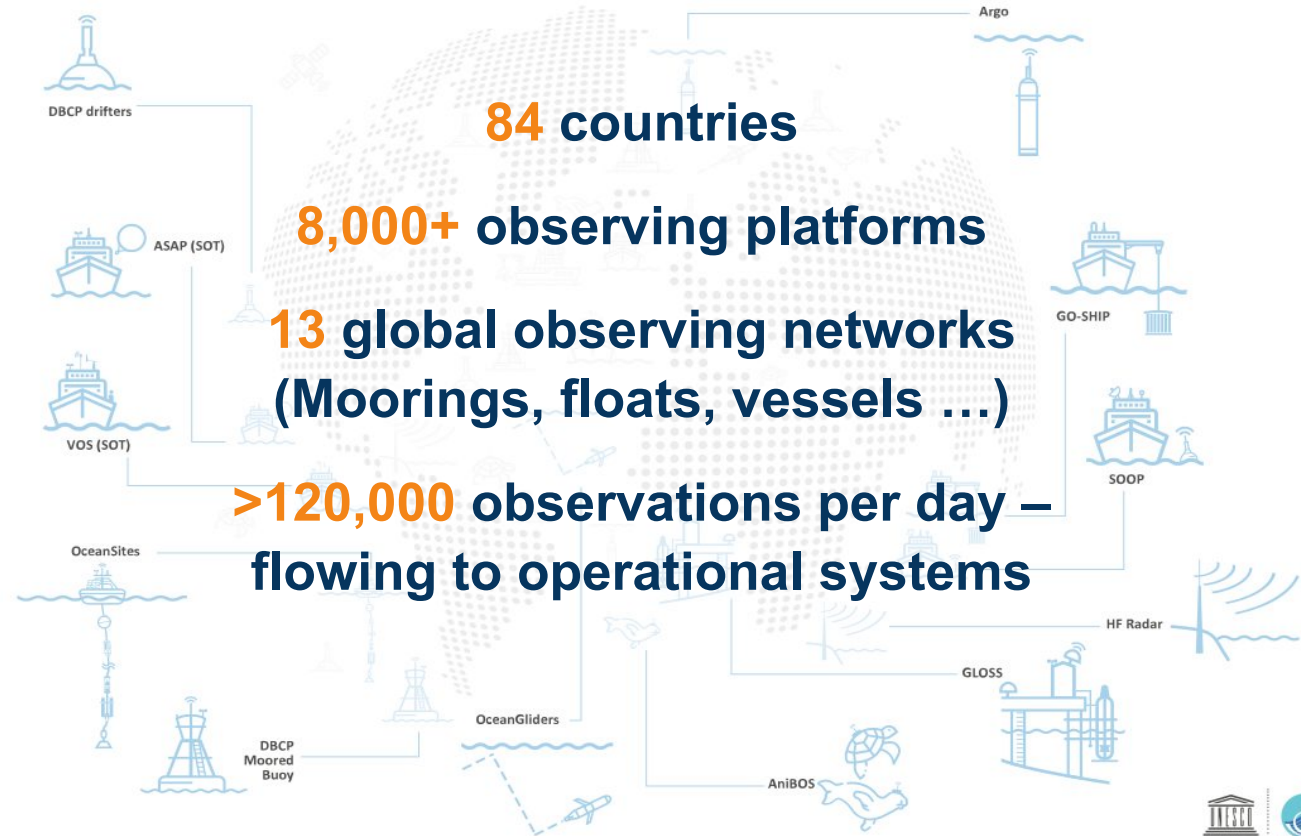 Argo
DBCP drifters
84 countries
8,000+ observing platforms
ASAP (SOT)
13 global observing networks
(Moorings, floats, vessels ...)
GO-SHIP
VOS (SOT)
SOOP
>120,000 observations per day –
flowing to operational systems
OceanSites
HF Radar
GLOSS
OceanGliders
DBCP
Moored
Buoy
AniBOS
UNESCO